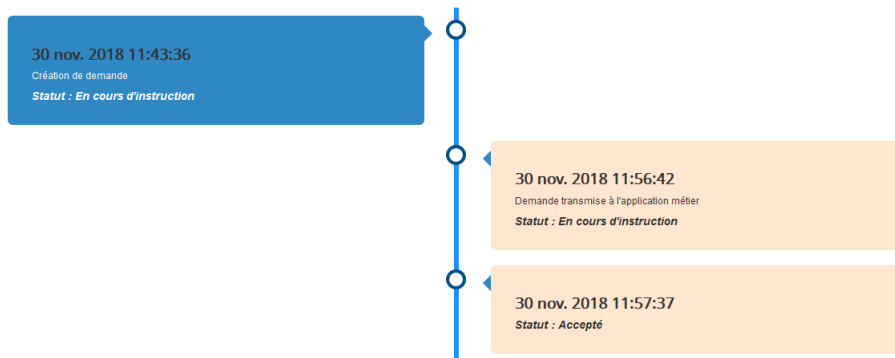 30 nov. 2018 11:43:36
Création de demande
Statut : En cours d'instruction
30 nov. 2018 11:56:42
Demande transmise à l'application métier
Statut : En cours d'instruction
30 nov. 2018 11:57:37
Statut : Accepté